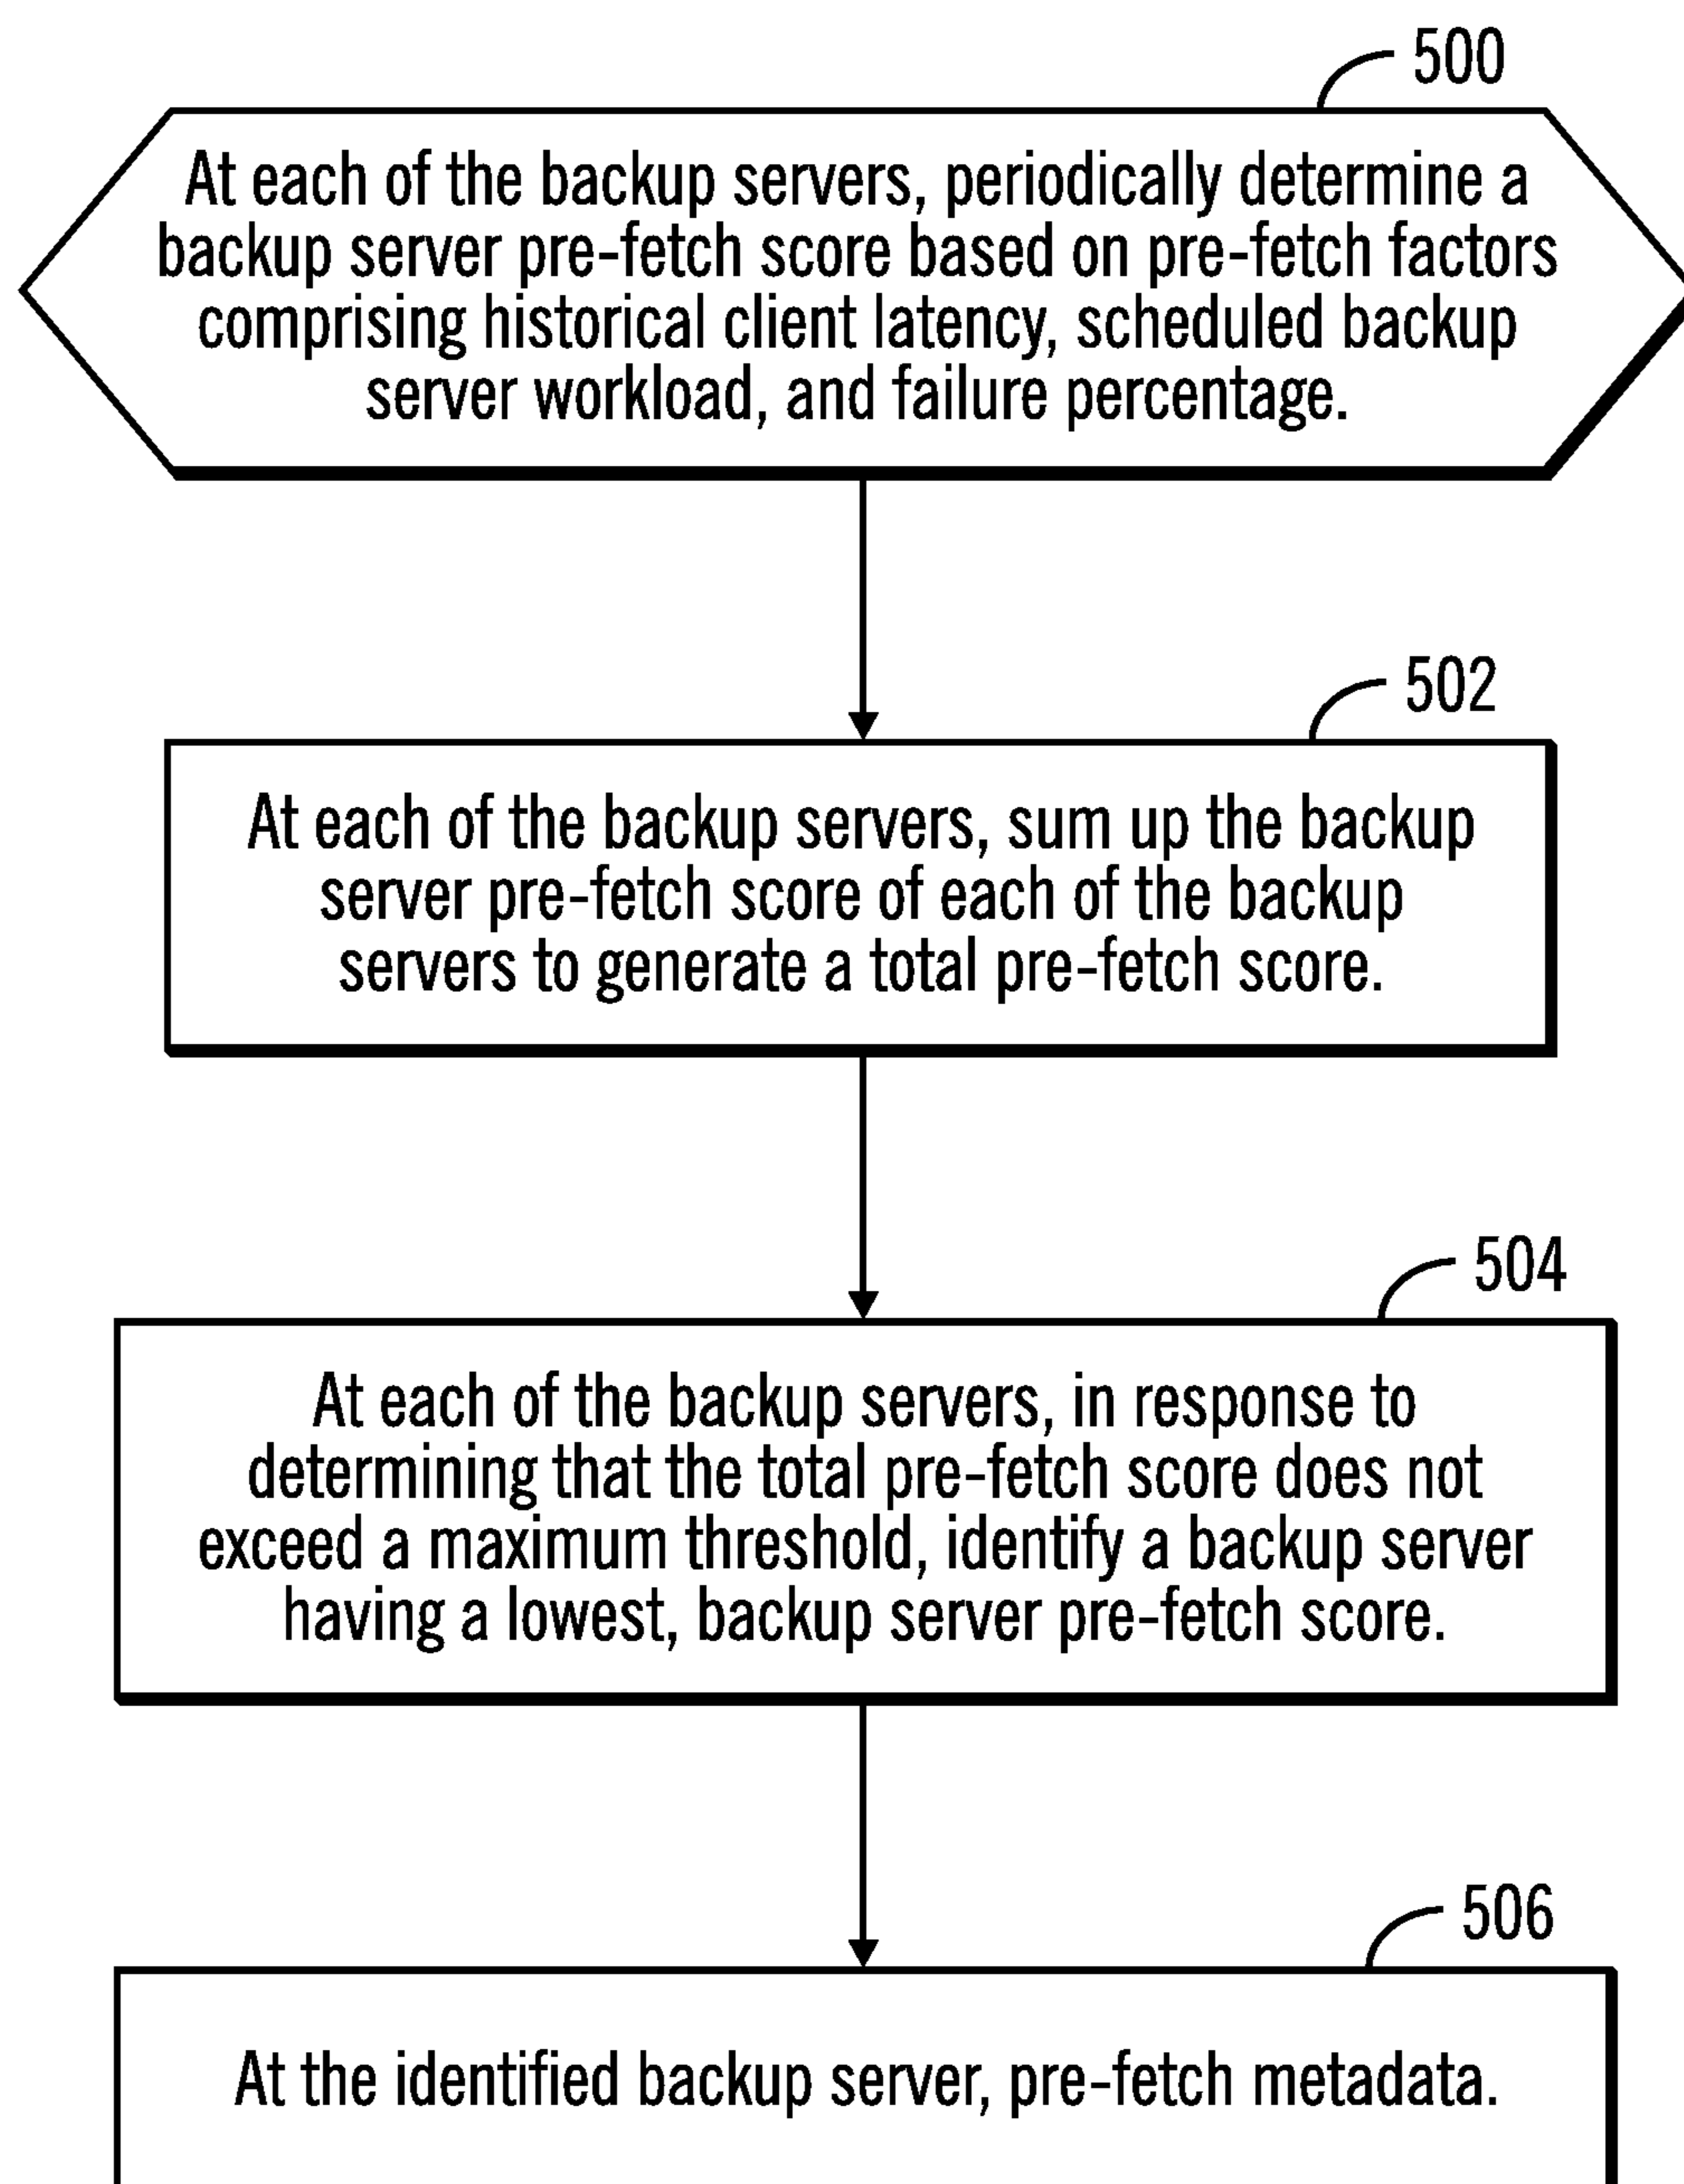 500
At each of the backup servers, periodically determine a
backup server pre-fetch score based on pre-fetch factors
comprising historical client latency, scheduled backup
server workload, and failure percentage.
502
At each of the backup servers, sum up the backup
server pre-fetch score of each of the backup
servers to generate a total pre-fetch score.
504
At each of the backup servers, in response to
determining that the total pre-fetch score does not
exceed a maximum threshold, identify a backup server
having a lowest, backup server pre-fetch score.
506
At the identified backup server, pre-fetch metadata.